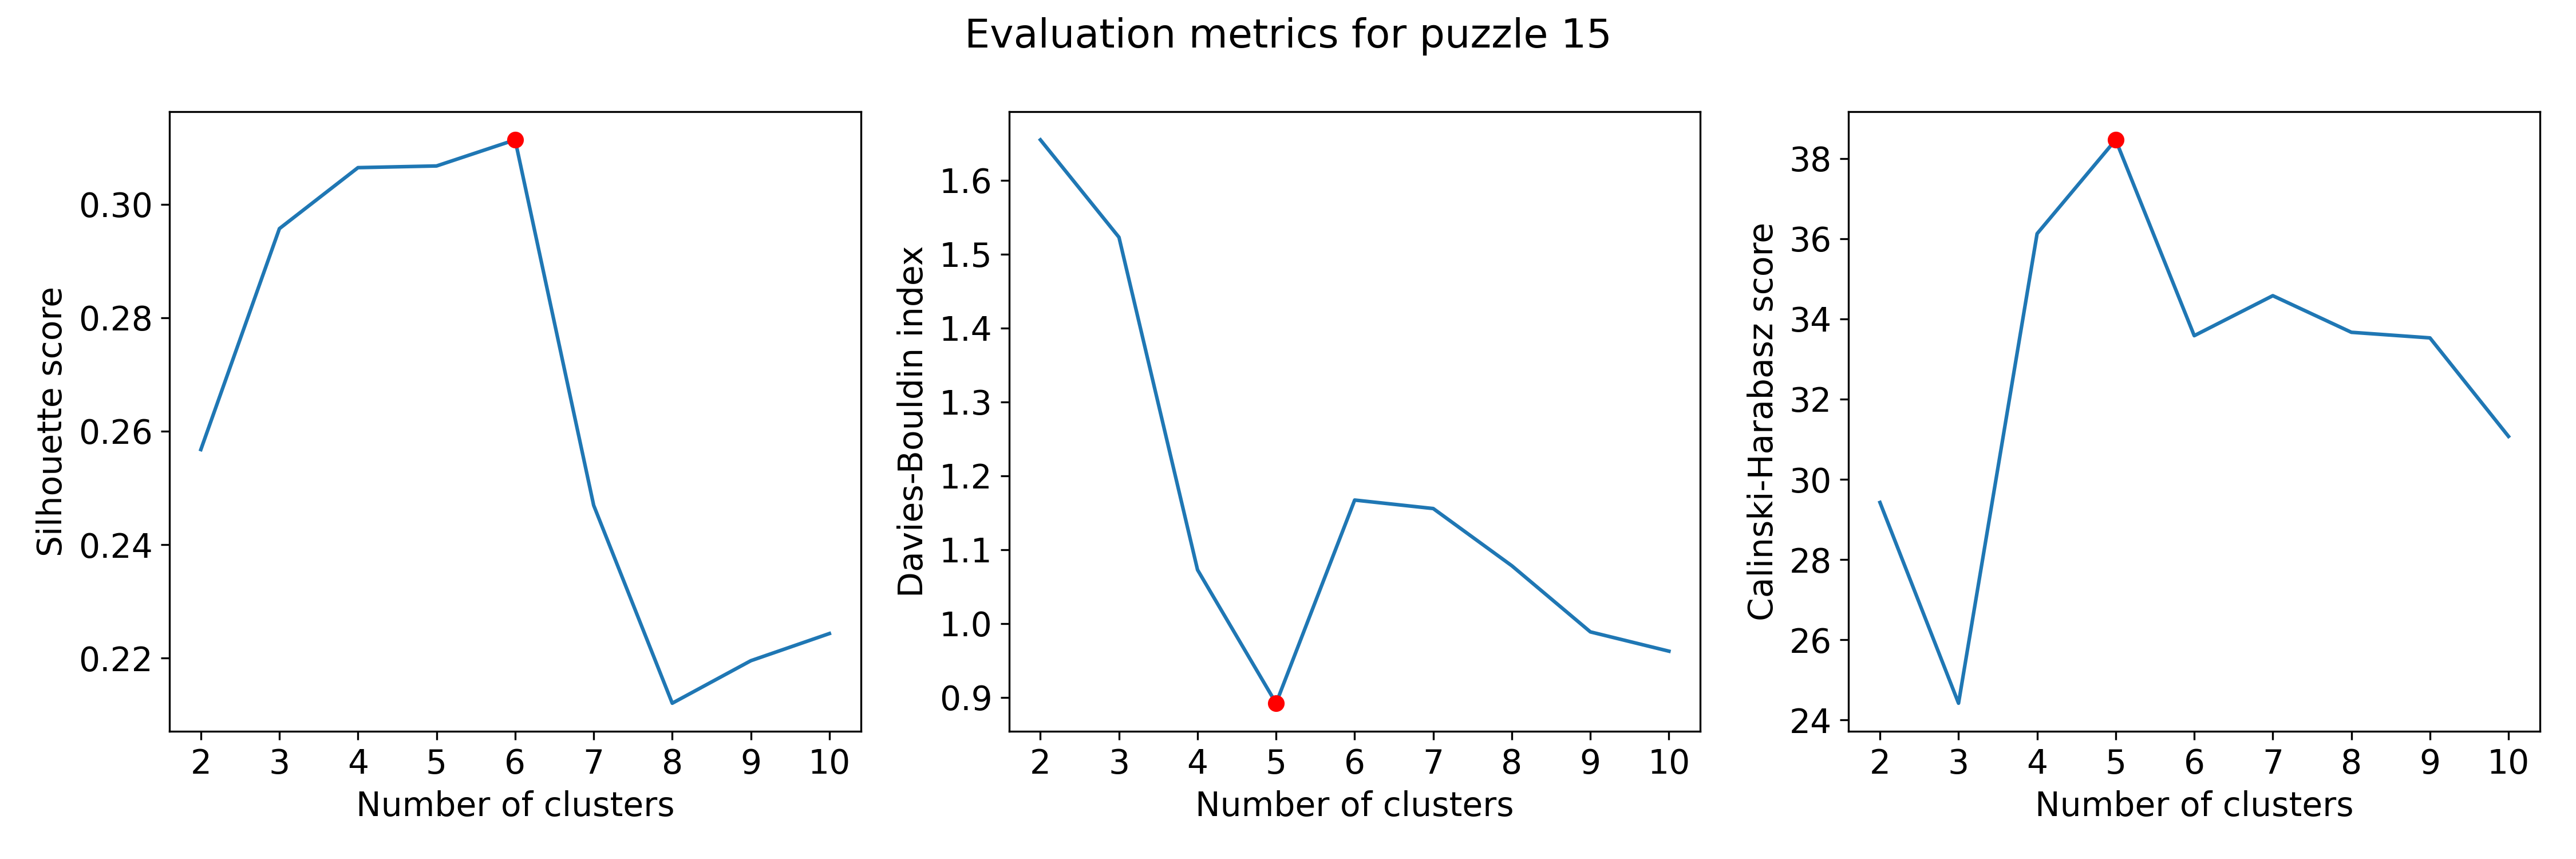 Evaluation metrics for puzzle 15
Silhouette score
0.30
0.28
0.26
0.24
0.22
2 3 4 5 6 7 8 9 10
Number of clusters
Davies-Bouldin index
1.6
1.5
1.4
1.3
1.2
1.1
1.0
0.9
2 3 4 5 6 7 8 9 10
Number of clusters
Calinski-Harabasz score
38
36
34
32
30
28
26
24
2 3 4 5 6 7 8 9 10
Number of clusters